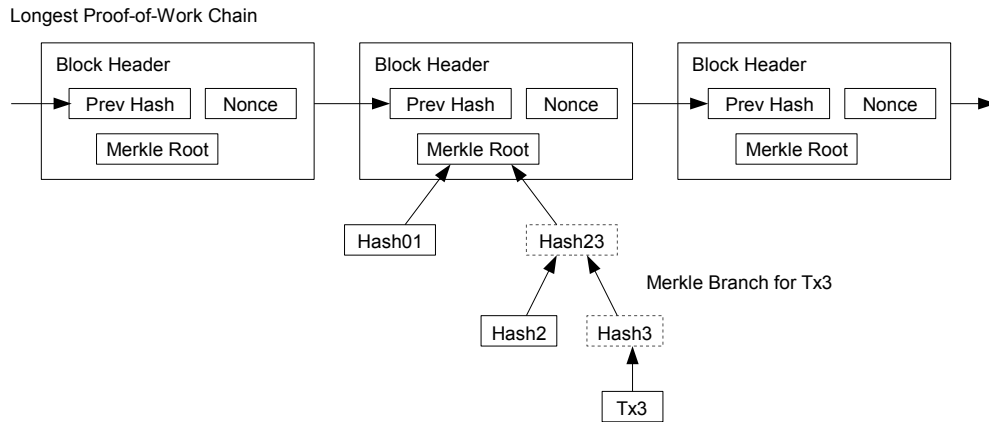 Longest Proof-of-Work Chain
Block Header
Prev Hash Nonce
Merkle Root
Block Header
Prev Hash Nonce
Merkle Root
Block Header
Prev Hash Nonce
Merkle Root
Hash01
Hash23
Merkle Branch for Tx3
Hash2
Hash3
Tx3